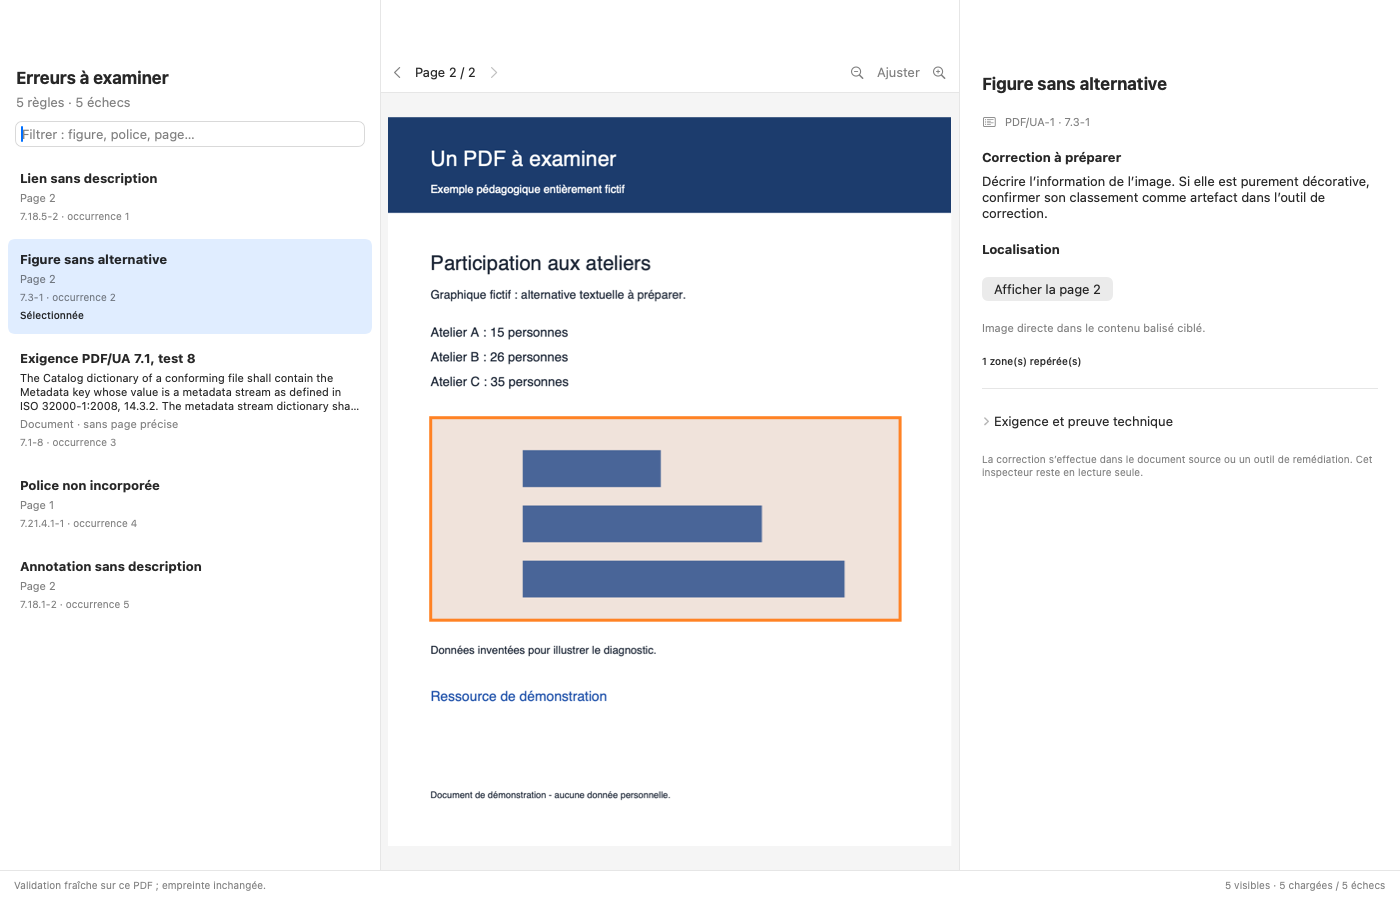 Erreurs à examiner
5 règles · 5 échecs
Filtrer : figure, police, page...
Lien sans description
Page 2
7.18.5-2 · occurrence 1
Figure sans alternative
Page 2
7.3-1 · occurrence 2
Sélectionnée
Exigence PDF/UA 7.1, test 8
The Catalog dictionary of a conforming file shall contain the
Metadata key whose value is a metadata stream as defined in
ISO 32000-1:2008, 14.3.2. The metadata stream dictionary sha...
Document · sans page précise
7.1-8 · occurrence 3
Police non incorporée
Page 1
7.21.4.1-1 · occurrence 4
Annotation sans description
Page 2
7.18.1-2 · occurrence 5
Page 2 / 2
Ajuster
Un PDF à examiner
Exemple pédagogique entièrement fictif
Participation aux ateliers
Graphique fictif : alternative textuelle à préparer.
Atelier A : 15 personnes
Atelier B : 26 personnes
Atelier C : 35 personnes
Données inventées pour illustrer le diagnostic.
Ressource de démonstration
Document de démonstration - aucune donnée personnelle.
Figure sans alternative
PDF/UA-1 · 7.3-1
Correction à préparer
Décrire l’information de l’image. Si elle est purement décorative,
confirmer son classement comme artefact dans l’outil de
correction.
Localisation
Afficher la page 2
Image directe dans le contenu balisé ciblé.
1 zone(s) repérée(s)
Exigence et preuve technique
La correction s'effectue dans le document source ou un outil de remédiation. Cet
inspecteur reste en lecture seule.
Validation fraîche sur ce PDF ; empreinte inchangée.
5 visibles · 5 chargées / 5 échecs